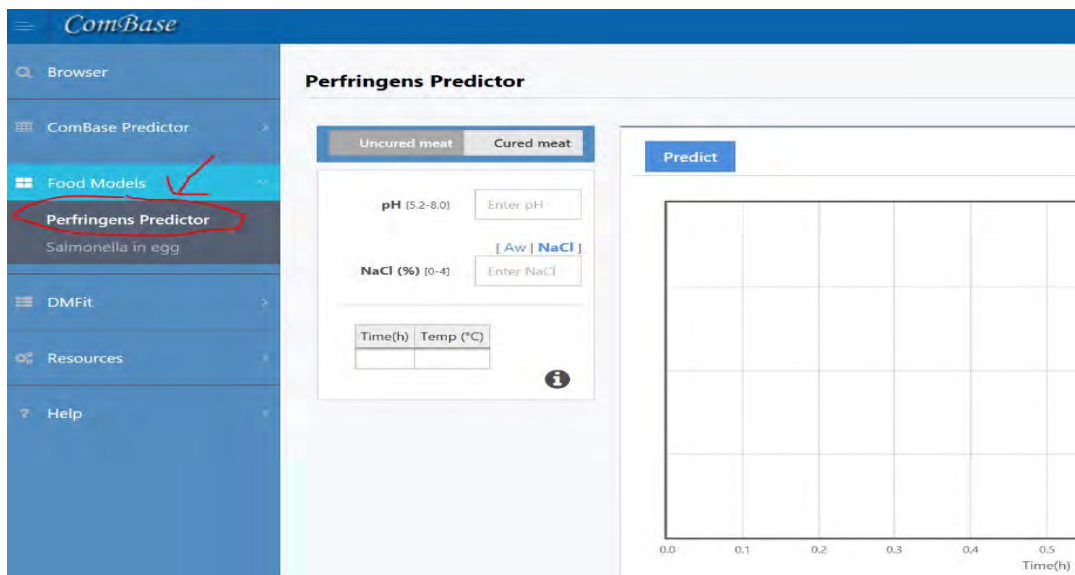 ComBase
Browser
ComBase Predictor
Food Models
Perfringens Predictor
Salmonella in egg
DMFit
Resources
? Help
Perfringens Predictor
Uncured meat Cured meat
pH [5.2-8.0] Enter pH
[ Aw | NaCl ]
NaCl (%) [0-4] Enter NaCl
Time(h) Temp (°C)
i
Predict
0.0 0.1 0.2 0.3 0.4 0.5
Time(h)